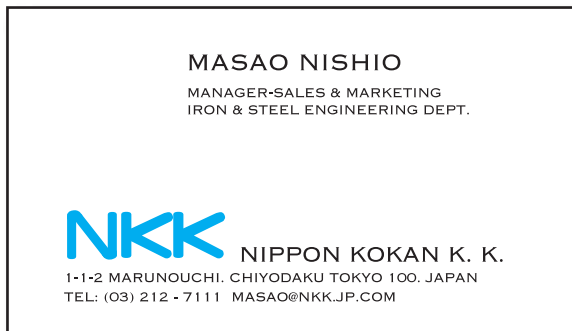 MASAO NISHIO
MANAGER-SALES & MARKETING
IRON & STEEL ENGINEERING DEPT.
NKK NIPPON KOKAN K. K.
1-1-2 MARUNOUCHI. CHIYODAKU TOKYO 100. JAPAN
TEL: (03) 212 - 7111 MASAO@NKK.JP.COM